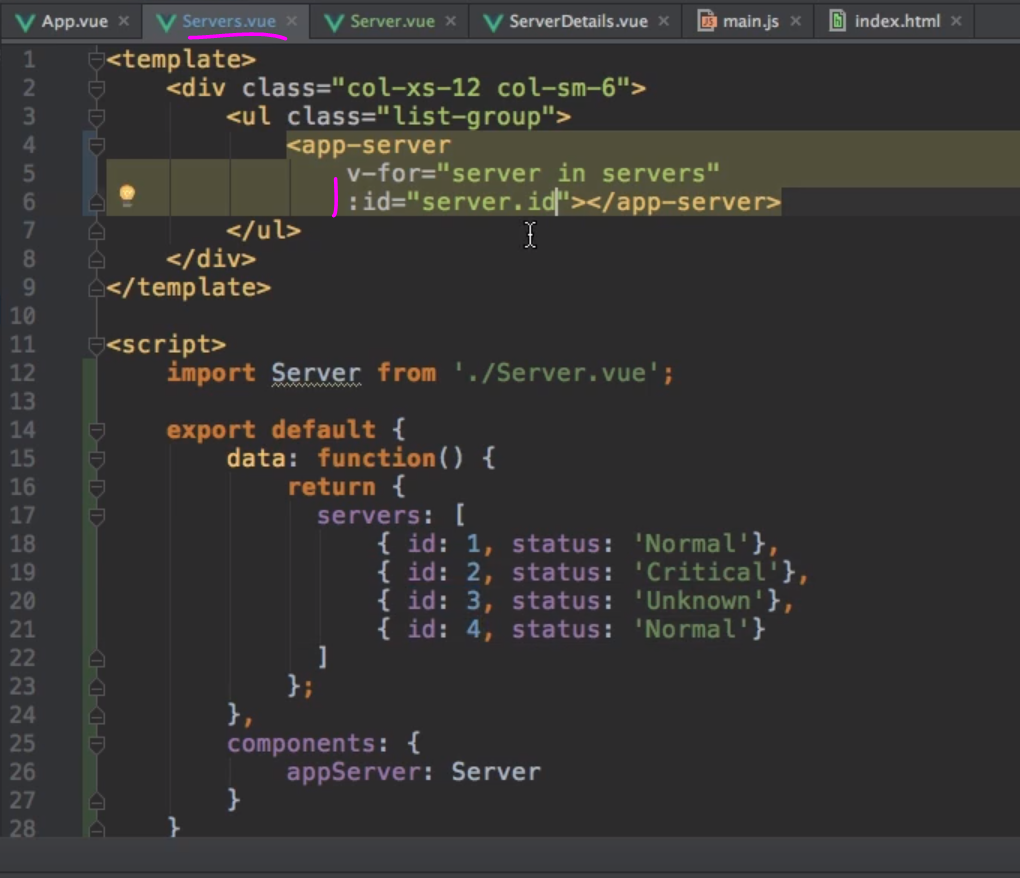 App.vue Servers.vue Server.vue ServerDetails.vue main.js index.html
1 <template>
2 <div class="col-xs-12 col-sm-6">
3 <ul class="list-group">
4 <app-server
5 v-for="server in servers"
6 :id="server.id"></app-server>
7 </ul>
8 </div>
9 </template>
10
11 <script>
12 import Server from './Server.vue';
13
14 export default {
15 data: function() {
16 return {
17 servers: [
18 { id: 1, status: 'Normal'},
19 { id: 2, status: 'Critical'},
20 { id: 3, status: 'Unknown'},
21 { id: 4, status: 'Normal'}
22 ]
23 };
24 },
25 components: {
26 appServer: Server
27 }
28 }